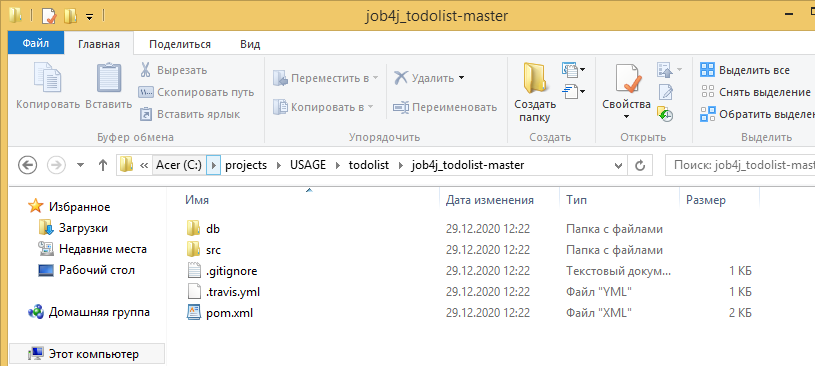 job4j_todolist-master
Файл Главная Поделиться Вид
Копировать Вставить Вырезать Скопировать путь Вставить ярлык
Буфер обмена
Переместить в Копировать в Удалить Переименовать
Упорядочить
Создать папку
Создать
Свойства
Открыть
Выделить все
Снять выделение
Обратить выделен
Выделить
« Acer (C:) projects USAGE todolist job4j_todolist-master Поиск: job4j_todolist-mas
Имя Дата изменения Тип Размер
Избранное
Загрузки
Недавние места
Рабочий стол
Домашняя группа
Этот компьютер
db 29.12.2020 12:22 Папка с файлами
src 29.12.2020 12:22 Папка с файлами
.gitignore 29.12.2020 12:22 Текстовый докум... 1 КБ
.travis.yml 29.12.2020 12:22 Файл "YML" 1 КБ
pom.xml 29.12.2020 12:22 Файл "XML" 2 КБ